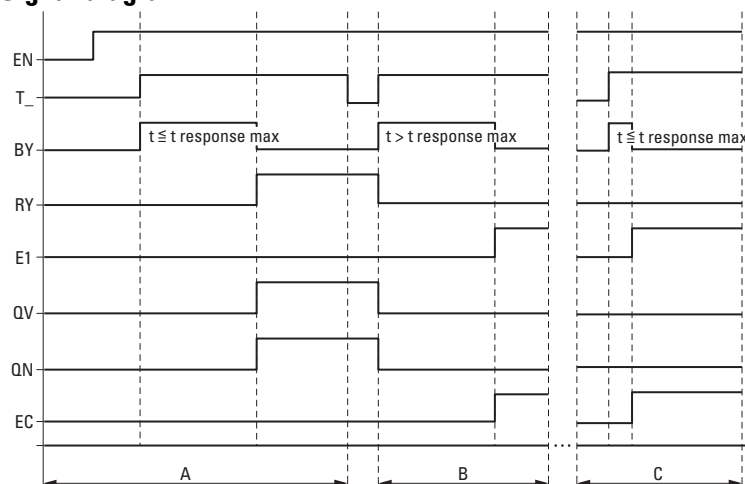 EN
T_
BY
t ≦ t response max
t > t response max
t ≦ t response max
RY
E1
QV
QN
EC
...
A
B
C